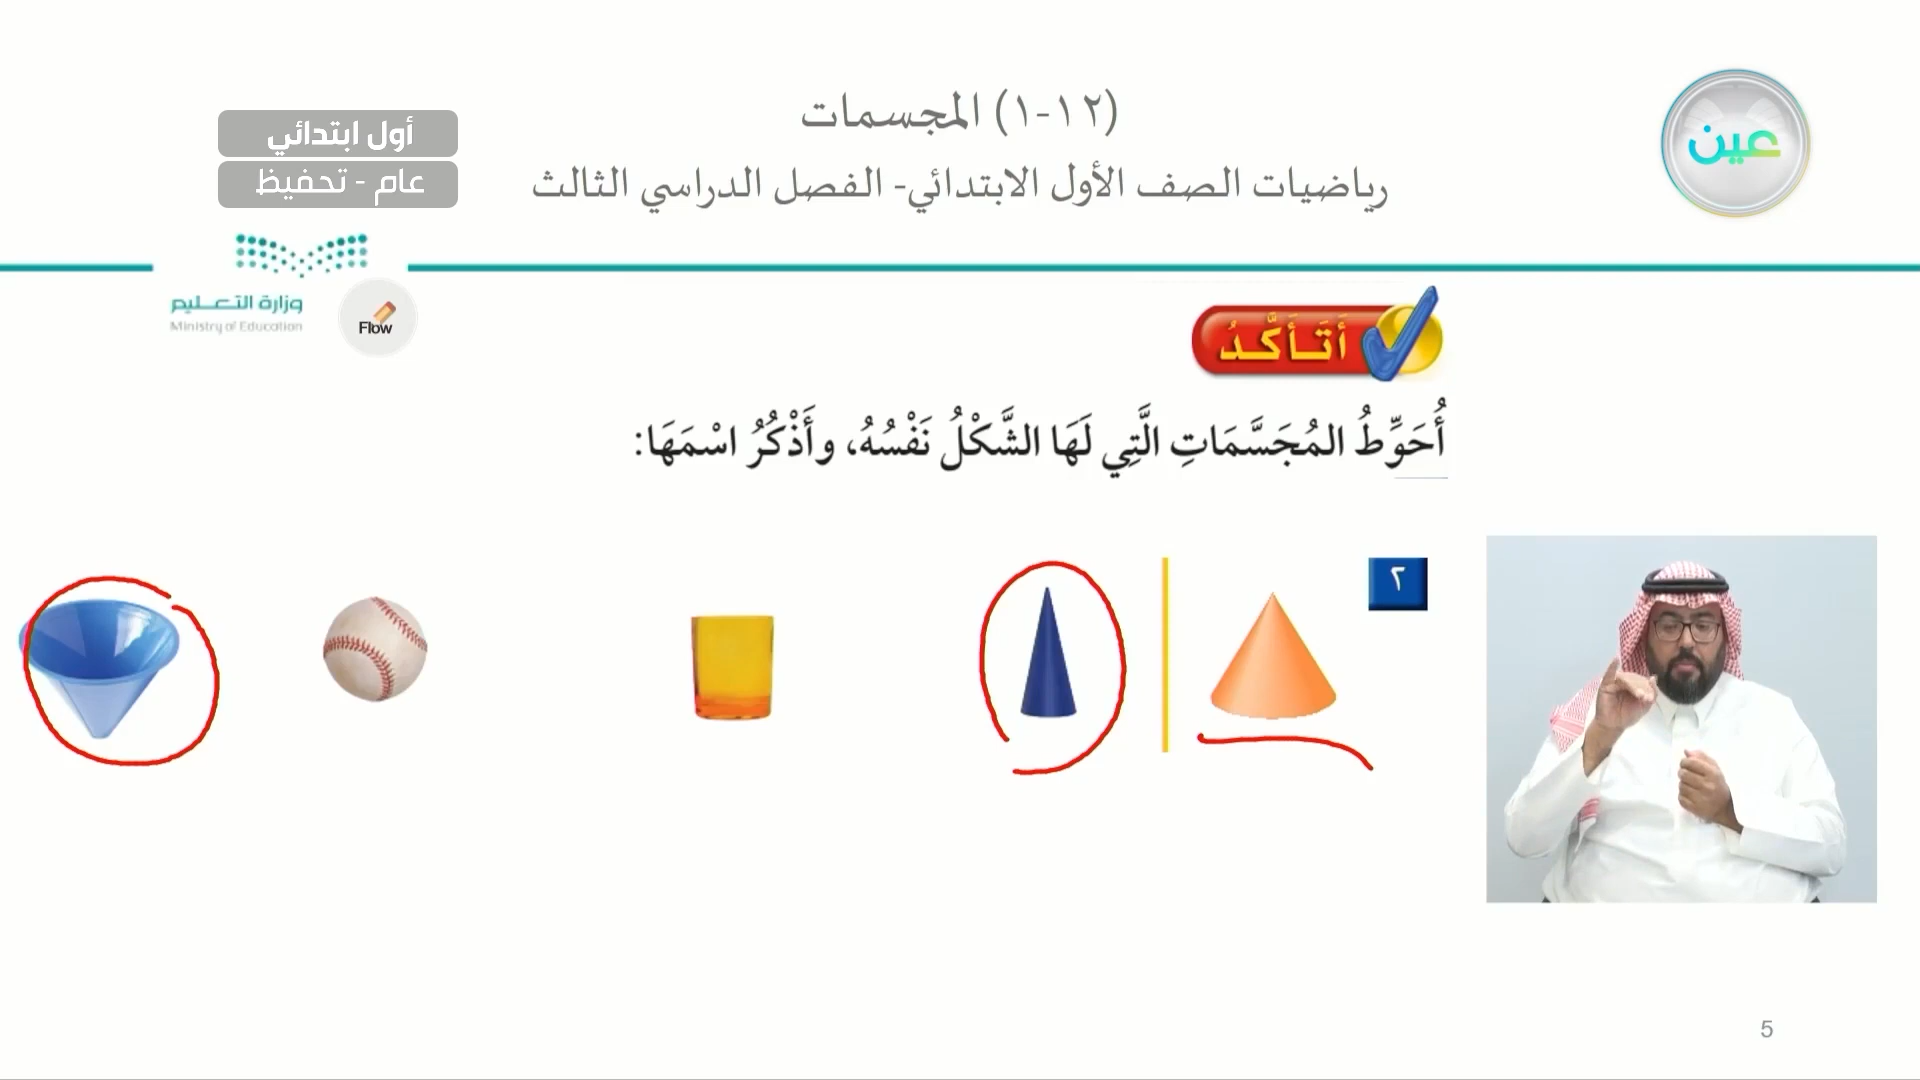 (١٢-١) المجسمات
رياضيات الصف الأول الابتدائي- الفصل الدراسي الثالث
عين
أول ابتدائي
عام - تحفيظ
وزارة التعليم
Ministry of Education
Flow
أَتَأَكَّدُ
أُحَوِّطُ المُجَسَّمَاتِ الَّتِي لَهَا الشَّكْلُ نَفْسُهُ، وأَذْكُرُ اسْمَهَا:
٢
5